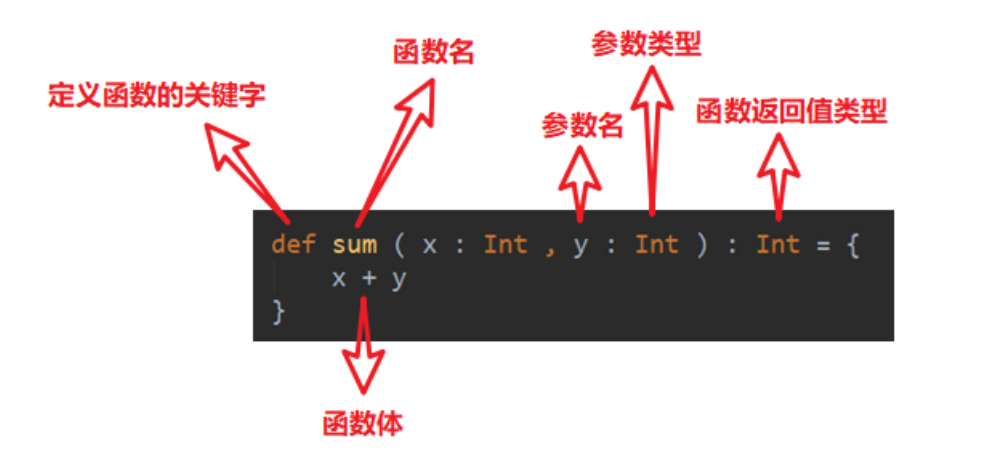 函数名
参数类型
定义函数的关键字
参数名
函数返回值类型
def sum ( x : Int , y : Int ) : Int = {
x + y
}
函数体